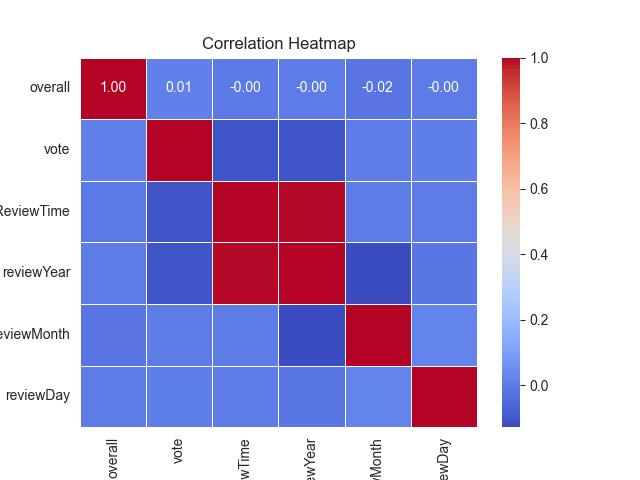 Correlation Heatmap
overall 1.00 0.01 -0.00 -0.00 -0.02 -0.00
vote
ReviewTime
reviewYear
eviewMonth
reviewDay
overall
vote
wTime
ewYear
wMonth
ewDay
1.0
0.8
0.6
0.4
0.2
0.0